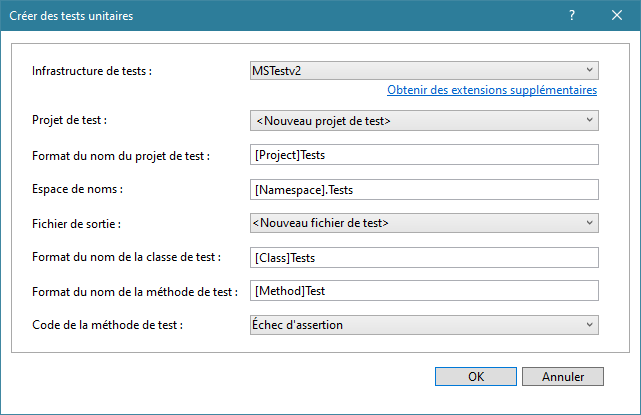 Créer des tests unitaires
?
Infrastructure de tests : MSTestv2
Obtenir des extensions supplémentaires
Projet de test : <Nouveau projet de test>
Format du nom du projet de test : [Project]Tests
Espace de noms : [Namespace].Tests
Fichier de sortie : <Nouveau fichier de test>
Format du nom de la classe de test : [Class]Tests
Format du nom de la méthode de test : [Method]Test
Code de la méthode de test : Échec d'assertion
OK Annuler